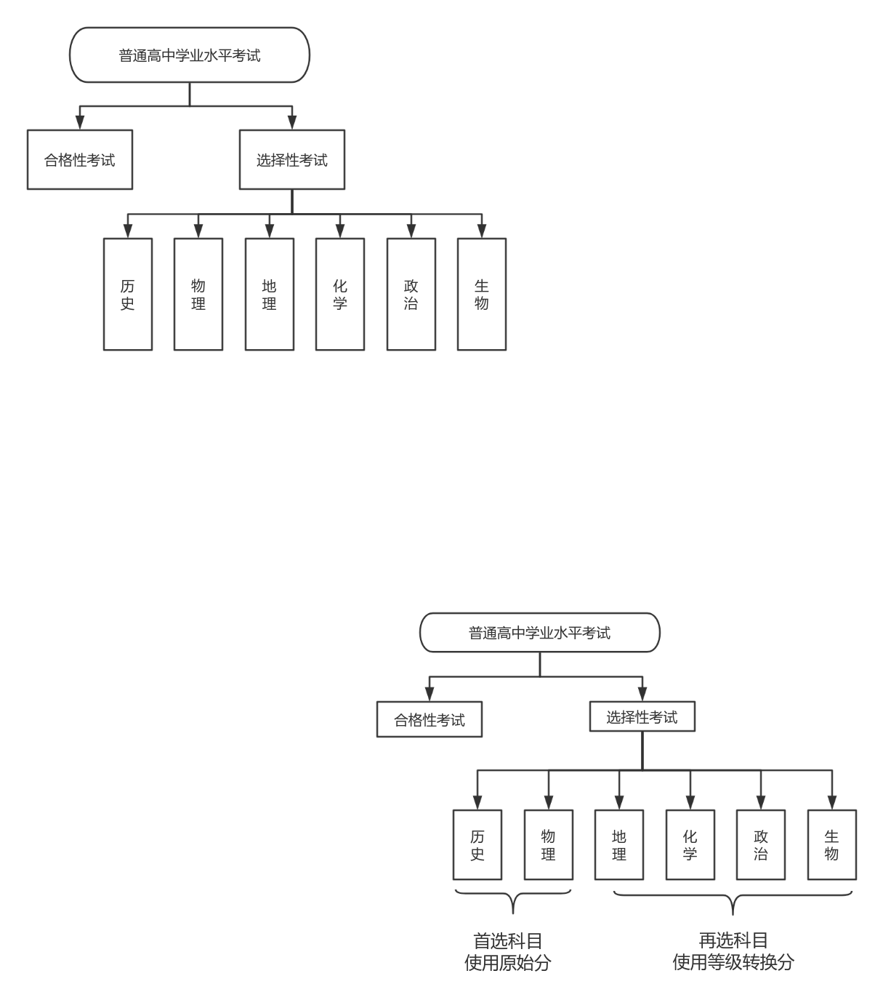 普通高中学业水平考试
合格性考试
选择性考试
历史
物理
地理
化学
政治
生物
普通高中学业水平考试
合格性考试
选择性考试
历史
物理
地理
化学
政治
生物
首选科目
使用原始分
再选科目
使用等级转换分